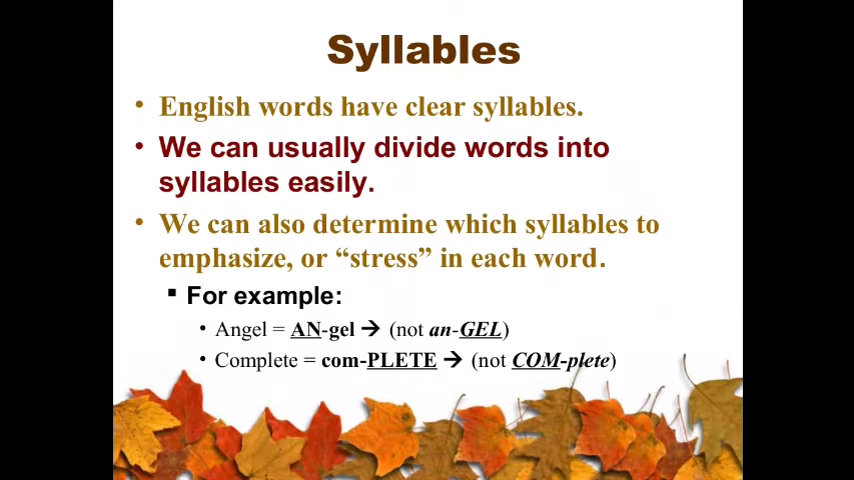 Syllables
• English words have clear syllables.
• We can usually divide words into
syllables easily.
• We can also determine which syllables to
emphasize, or “stress” in each word.
▪ For example:
• Angel = AN-gel ➔ (not an-GEL)
• Complete = com-PLETE ➔ (not COM-plete)